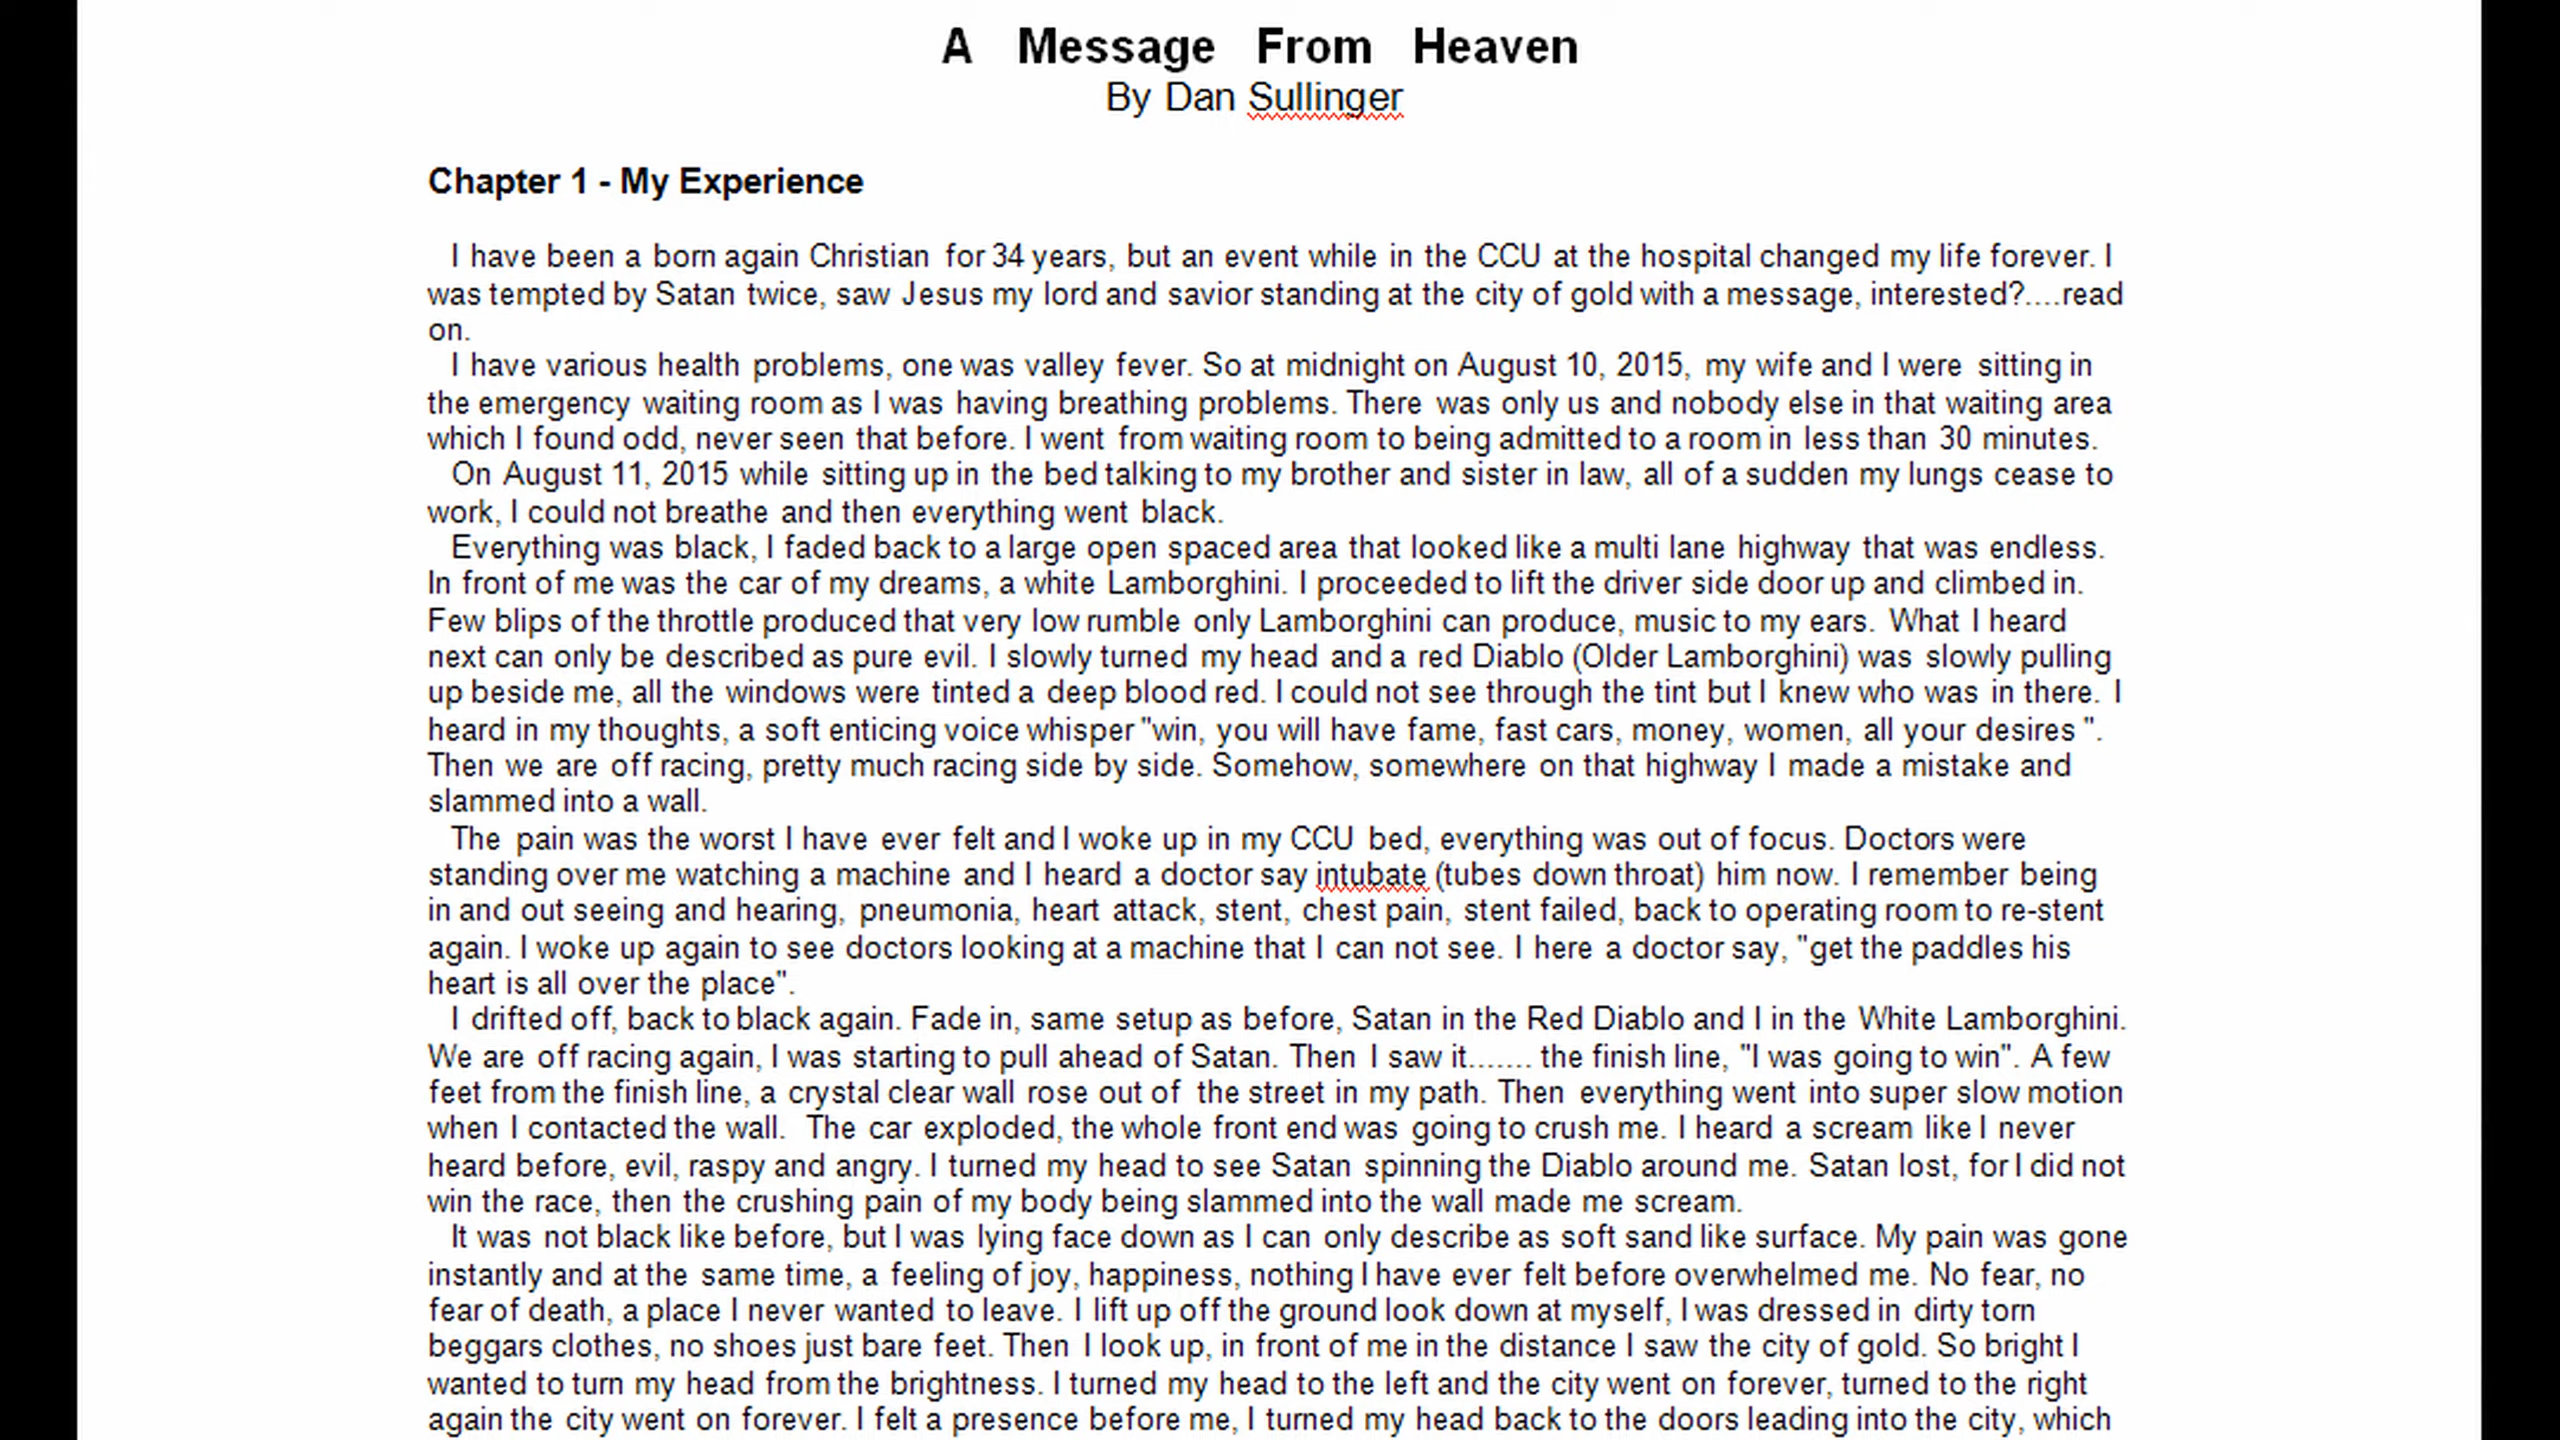 A Message From Heaven
By Dan Sullinger
Chapter 1 - My Experience
I have been a born again Christian for 34 years, but an event while in the CCU at the hospital changed my life forever. I
was tempted by Satan twice, saw Jesus my lord and savior standing at the city of gold with a message, interested?....read
on.
I have various health problems, one was valley fever. So at midnight on August 10, 2015, my wife and I were sitting in
the emergency waiting room as I was having breathing problems. There was only us and nobody else in that waiting area
which I found odd, never seen that before. I went from waiting room to being admitted to a room in less than 30 minutes.
On August 11, 2015 while sitting up in the bed talking to my brother and sister in law, all of a sudden my lungs cease to
work, I could not breathe and then everything went black.
Everything was black, I faded back to a large open spaced area that looked like a multi lane highway that was endless.
In front of me was the car of my dreams, a white Lamborghini. I proceeded to lift the driver side door up and climbed in.
Few blips of the throttle produced that very low rumble only Lamborghini can produce, music to my ears. What I heard
next can only be described as pure evil. I slowly turned my head and a red Diablo (Older Lamborghini) was slowly pulling
up beside me, all the windows were tinted a deep blood red. I could not see through the tint but I knew who was in there. I
heard in my thoughts, a soft enticing voice whisper "win, you will have fame, fast cars, money, women, all your desires ".
Then we are off racing, pretty much racing side by side. Somehow, somewhere on that highway I made a mistake and
slammed into a wall.
The pain was the worst I have ever felt and I woke up in my CCU bed, everything was out of focus. Doctors were
standing over me watching a machine and I heard a doctor say intubate (tubes down throat) him now. I remember being
in and out seeing and hearing, pneumonia, heart attack, stent, chest pain, stent failed, back to operating room to re-stent
again. I woke up again to see doctors looking at a machine that I can not see. I here a doctor say, "get the paddles his
heart is all over the place".
I drifted off, back to black again. Fade in, same setup as before, Satan in the Red Diablo and I in the White Lamborghini.
We are off racing again, I was starting to pull ahead of Satan. Then I saw it....... the finish line, "I was going to win". A few
feet from the finish line, a crystal clear wall rose out of the street in my path. Then everything went into super slow motion
when I contacted the wall. The car exploded, the whole front end was going to crush me. I heard a scream like I never
heard before, evil, raspy and angry. I turned my head to see Satan spinning the Diablo around me. Satan lost, for I did not
win the race, then the crushing pain of my body being slammed into the wall made me scream.
It was not black like before, but I was lying face down as I can only describe as soft sand like surface. My pain was gone
instantly and at the same time, a feeling of joy, happiness, nothing I have ever felt before overwhelmed me. No fear, no
fear of death, a place I never wanted to leave. I lift up off the ground look down at myself, I was dressed in dirty torn
beggars clothes, no shoes just bare feet. Then I look up, in front of me in the distance I saw the city of gold. So bright I
wanted to turn my head from the brightness. I turned my head to the left and the city went on forever, turned to the right
again the city went on forever. I felt a presence before me, I turned my head back to the doors leading into the city, which